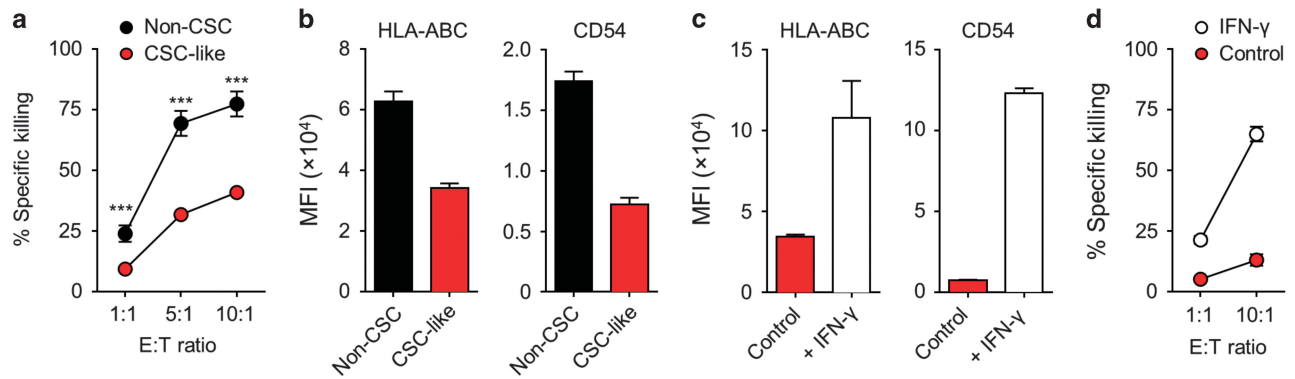 a
Non-CSC
CSC-like
% Specific killing
100
75
50
25
0
***
***
***
1:1
5:1
10:1
E:T ratio
b
HLA-ABC
MFI (×10⁴)
8
6
4
2
0
Non-CSC
CSC-like
CD54
2.0
1.5
1.0
0.5
0
Non-CSC
CSC-like
c
HLA-ABC
MFI (×10⁴)
15
10
5
0
Control
+ IFN-γ
CD54
15
10
5
0
Control
+ IFN-γ
d
IFN-γ
Control
% Specific killing
100
75
50
25
0
1:1
10:1
E:T ratio